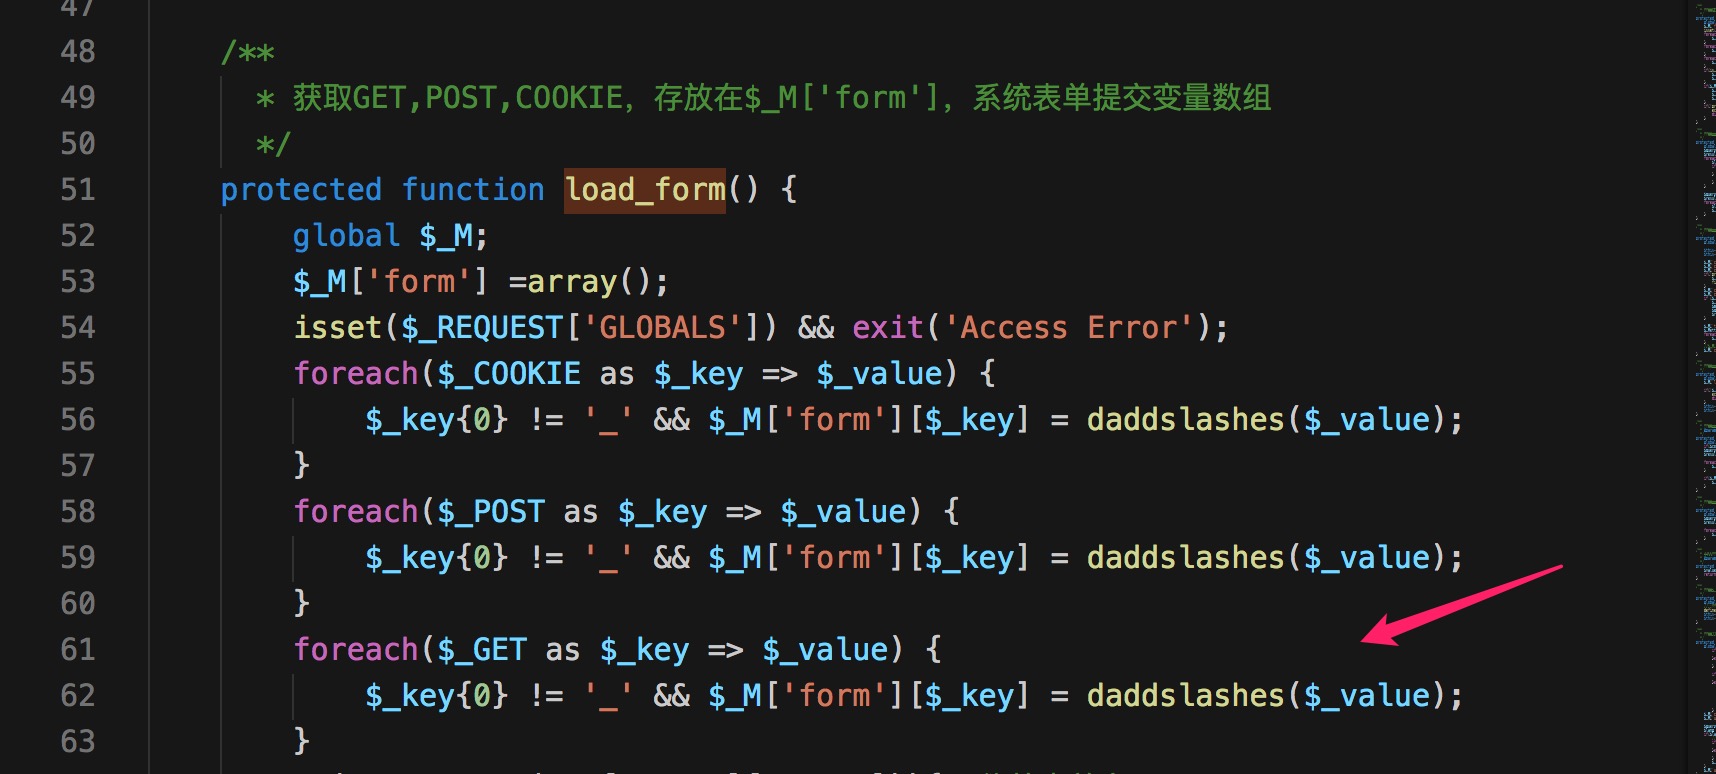 47
48 /**
49 * 获取GET,POST,COOKIE，存放在$_M['form']，系统表单提交变量数组
50 */
51 protected function load_form() {
52 global $_M;
53 $_M['form'] =array();
54 isset($_REQUEST['GLOBALS']) && exit('Access Error');
55 foreach($_COOKIE as $_key => $_value) {
56 $_key{0} != '_' && $_M['form'][$_key] = daddslashes($_value);
57 }
58 foreach($_POST as $_key => $_value) {
59 $_key{0} != '_' && $_M['form'][$_key] = daddslashes($_value);
60 }
61 foreach($_GET as $_key => $_value) {
62 $_key{0} != '_' && $_M['form'][$_key] = daddslashes($_value);
63 }